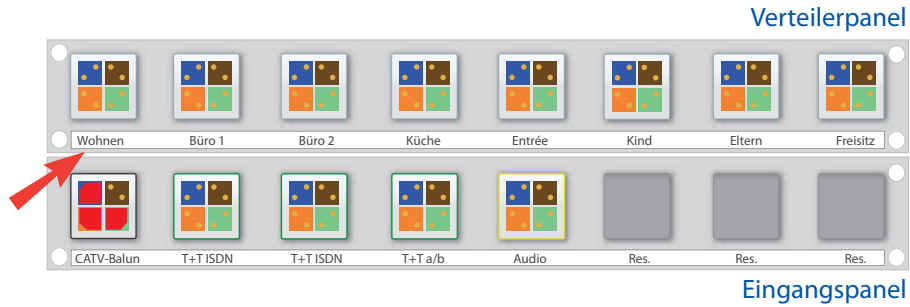 Verteilerpanel
Wohnen Büro 1 Büro 2 Küche Entrée Kind Eltern Freisitz
CATV-Balun T+T ISDN T+T ISDN T+T a/b Audio Res. Res. Res.
Eingangspanel